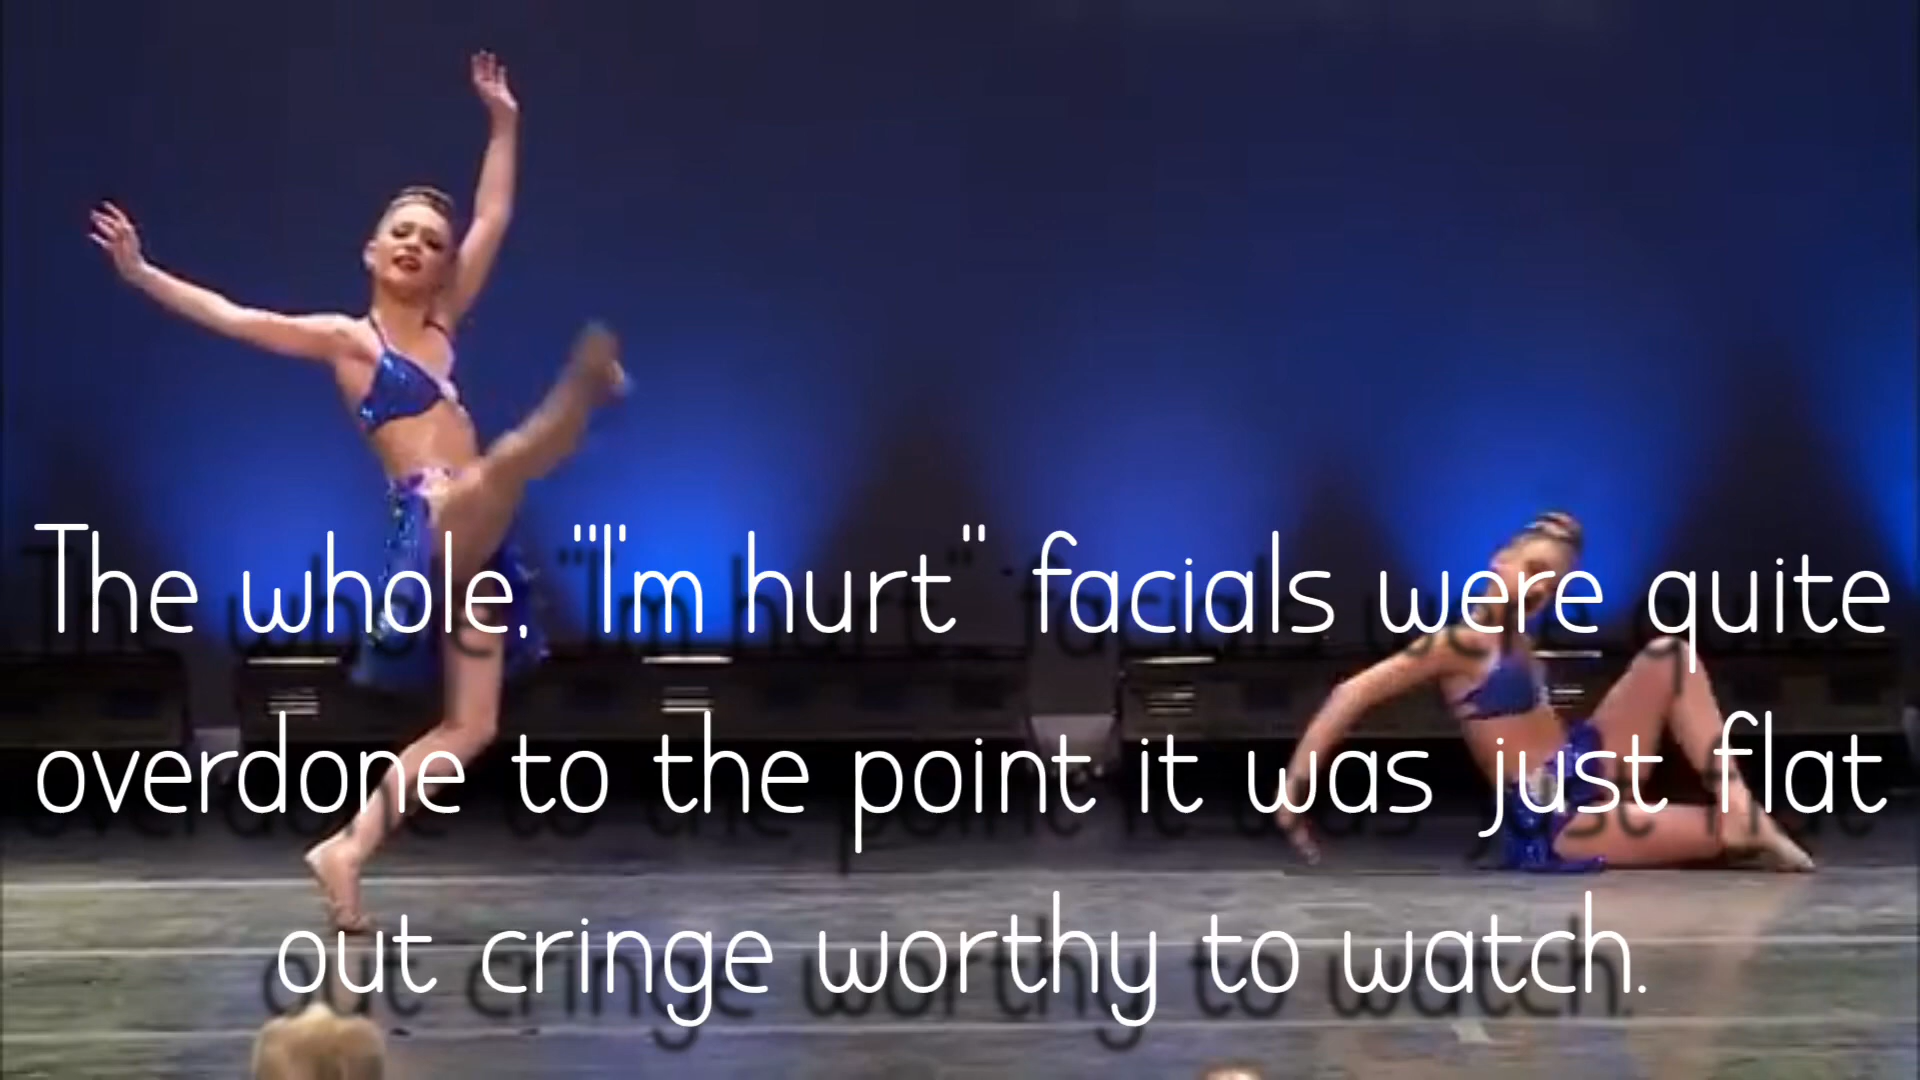 The whole, "I'm hurt" facials were quite
overdone to the point it was just flat
out cringe worthy to watch.